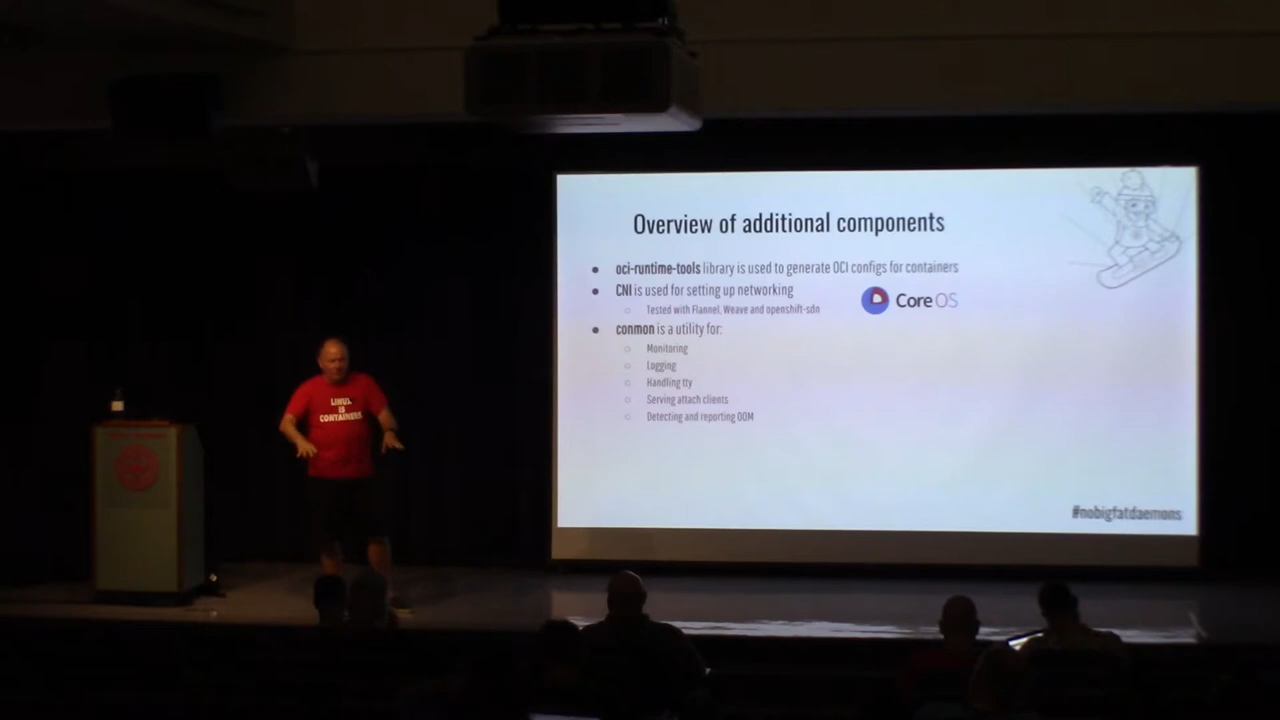 Overview of additional components
oci-runtime-tools library is used to generate OCI configs for containers
CNI is used for setting up networking
Tested with Flannel, Weave and openshift-sdn
CoreOS
conmon is a utility for:
Monitoring
Logging
Handling tty
Serving attach clients
Detecting and reporting OOM
#nobigfatdaemons
LINUX
IS
CONTAINERS